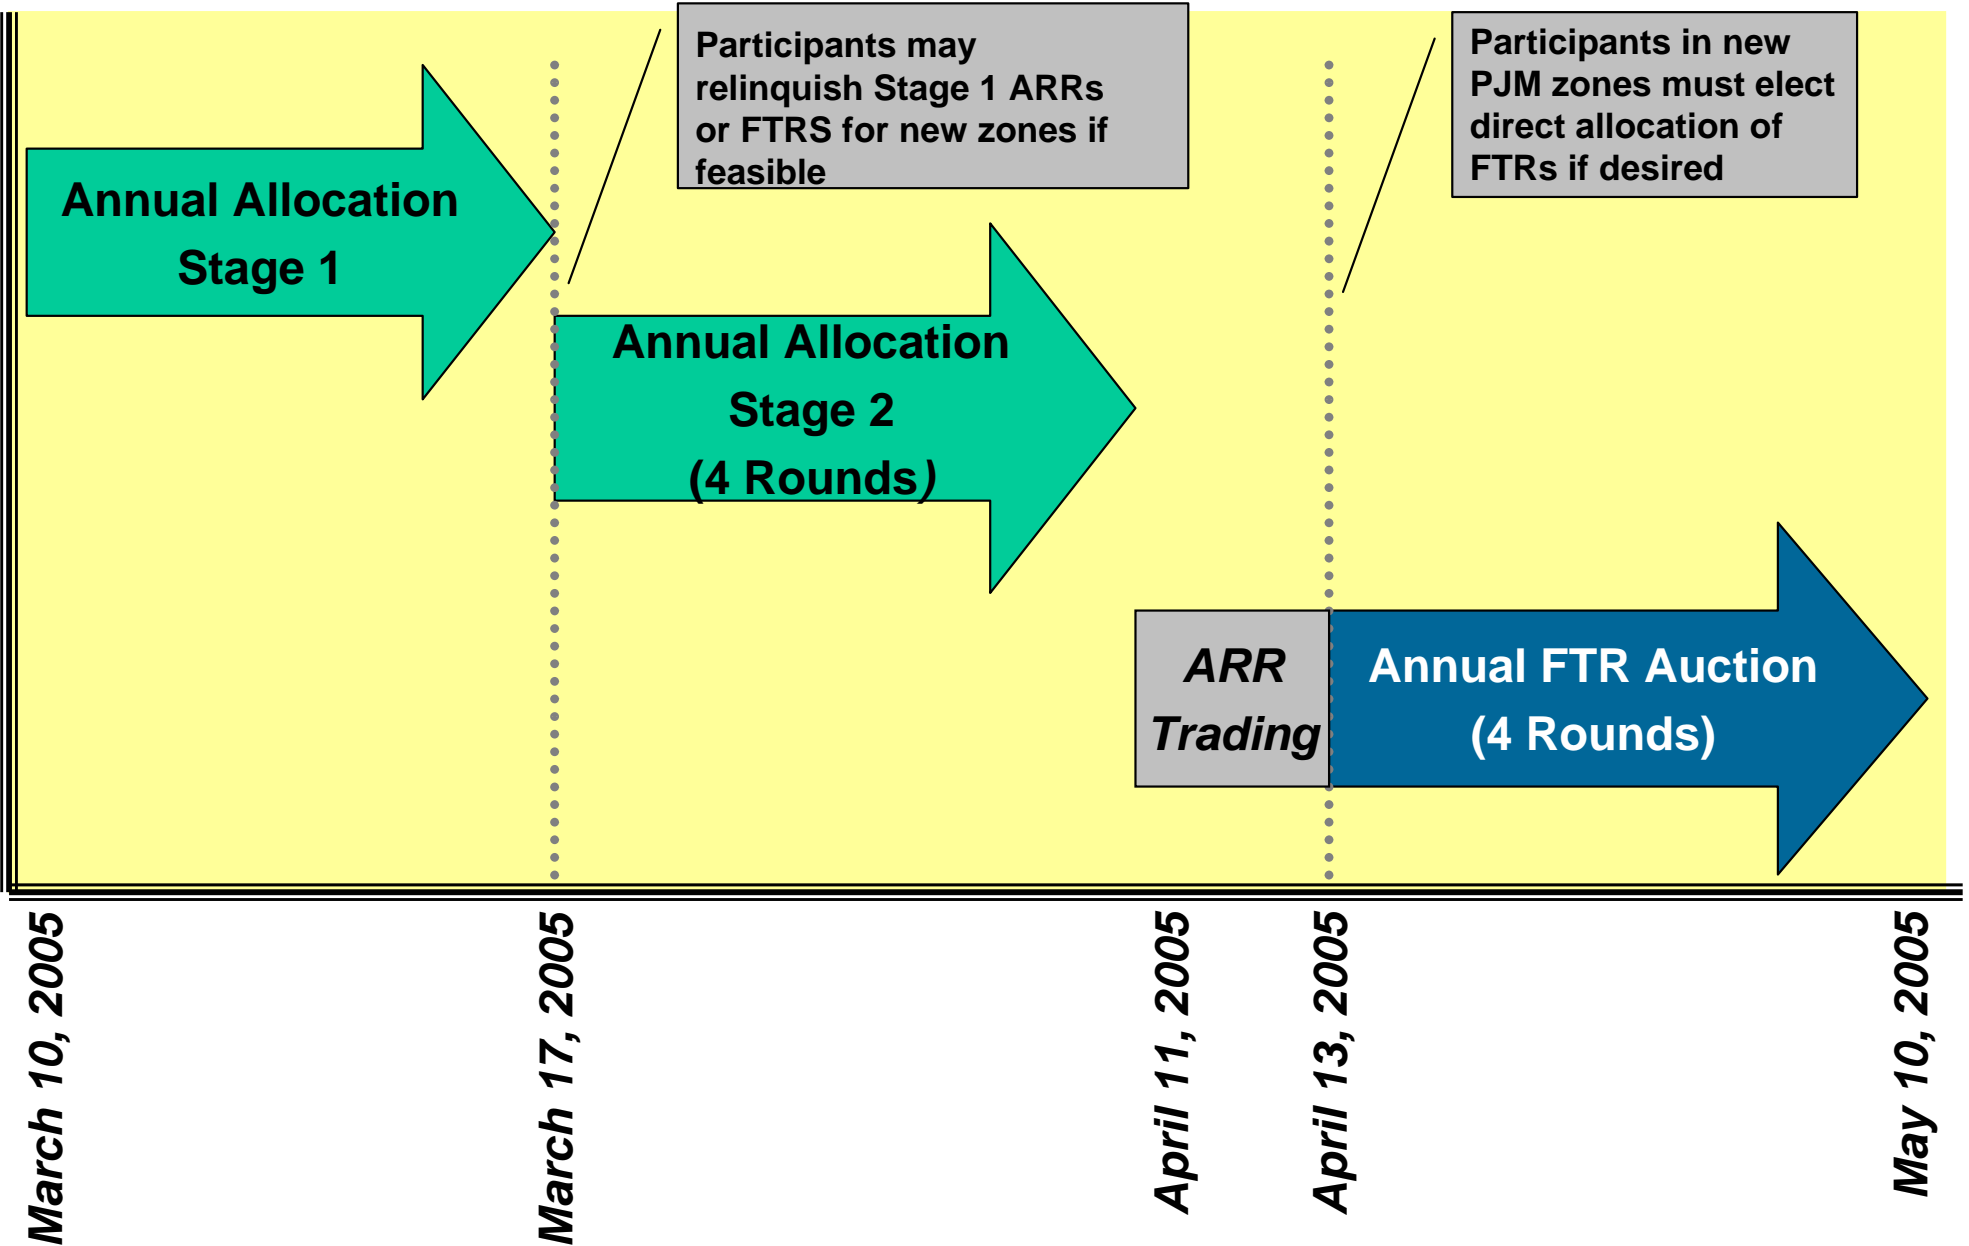 Participants may
relinquish Stage 1 ARRs
or FTRS for new zones if
feasible
Participants in new
PJM zones must elect
direct allocation of
FTRs if desired
Annual Allocation
Stage 1
Annual Allocation
Stage 2
(4 Rounds)
ARR
Trading
Annual FTR Auction
(4 Rounds)
March 10, 2005
March 17, 2005
April 11, 2005
April 13, 2005
May 10, 2005